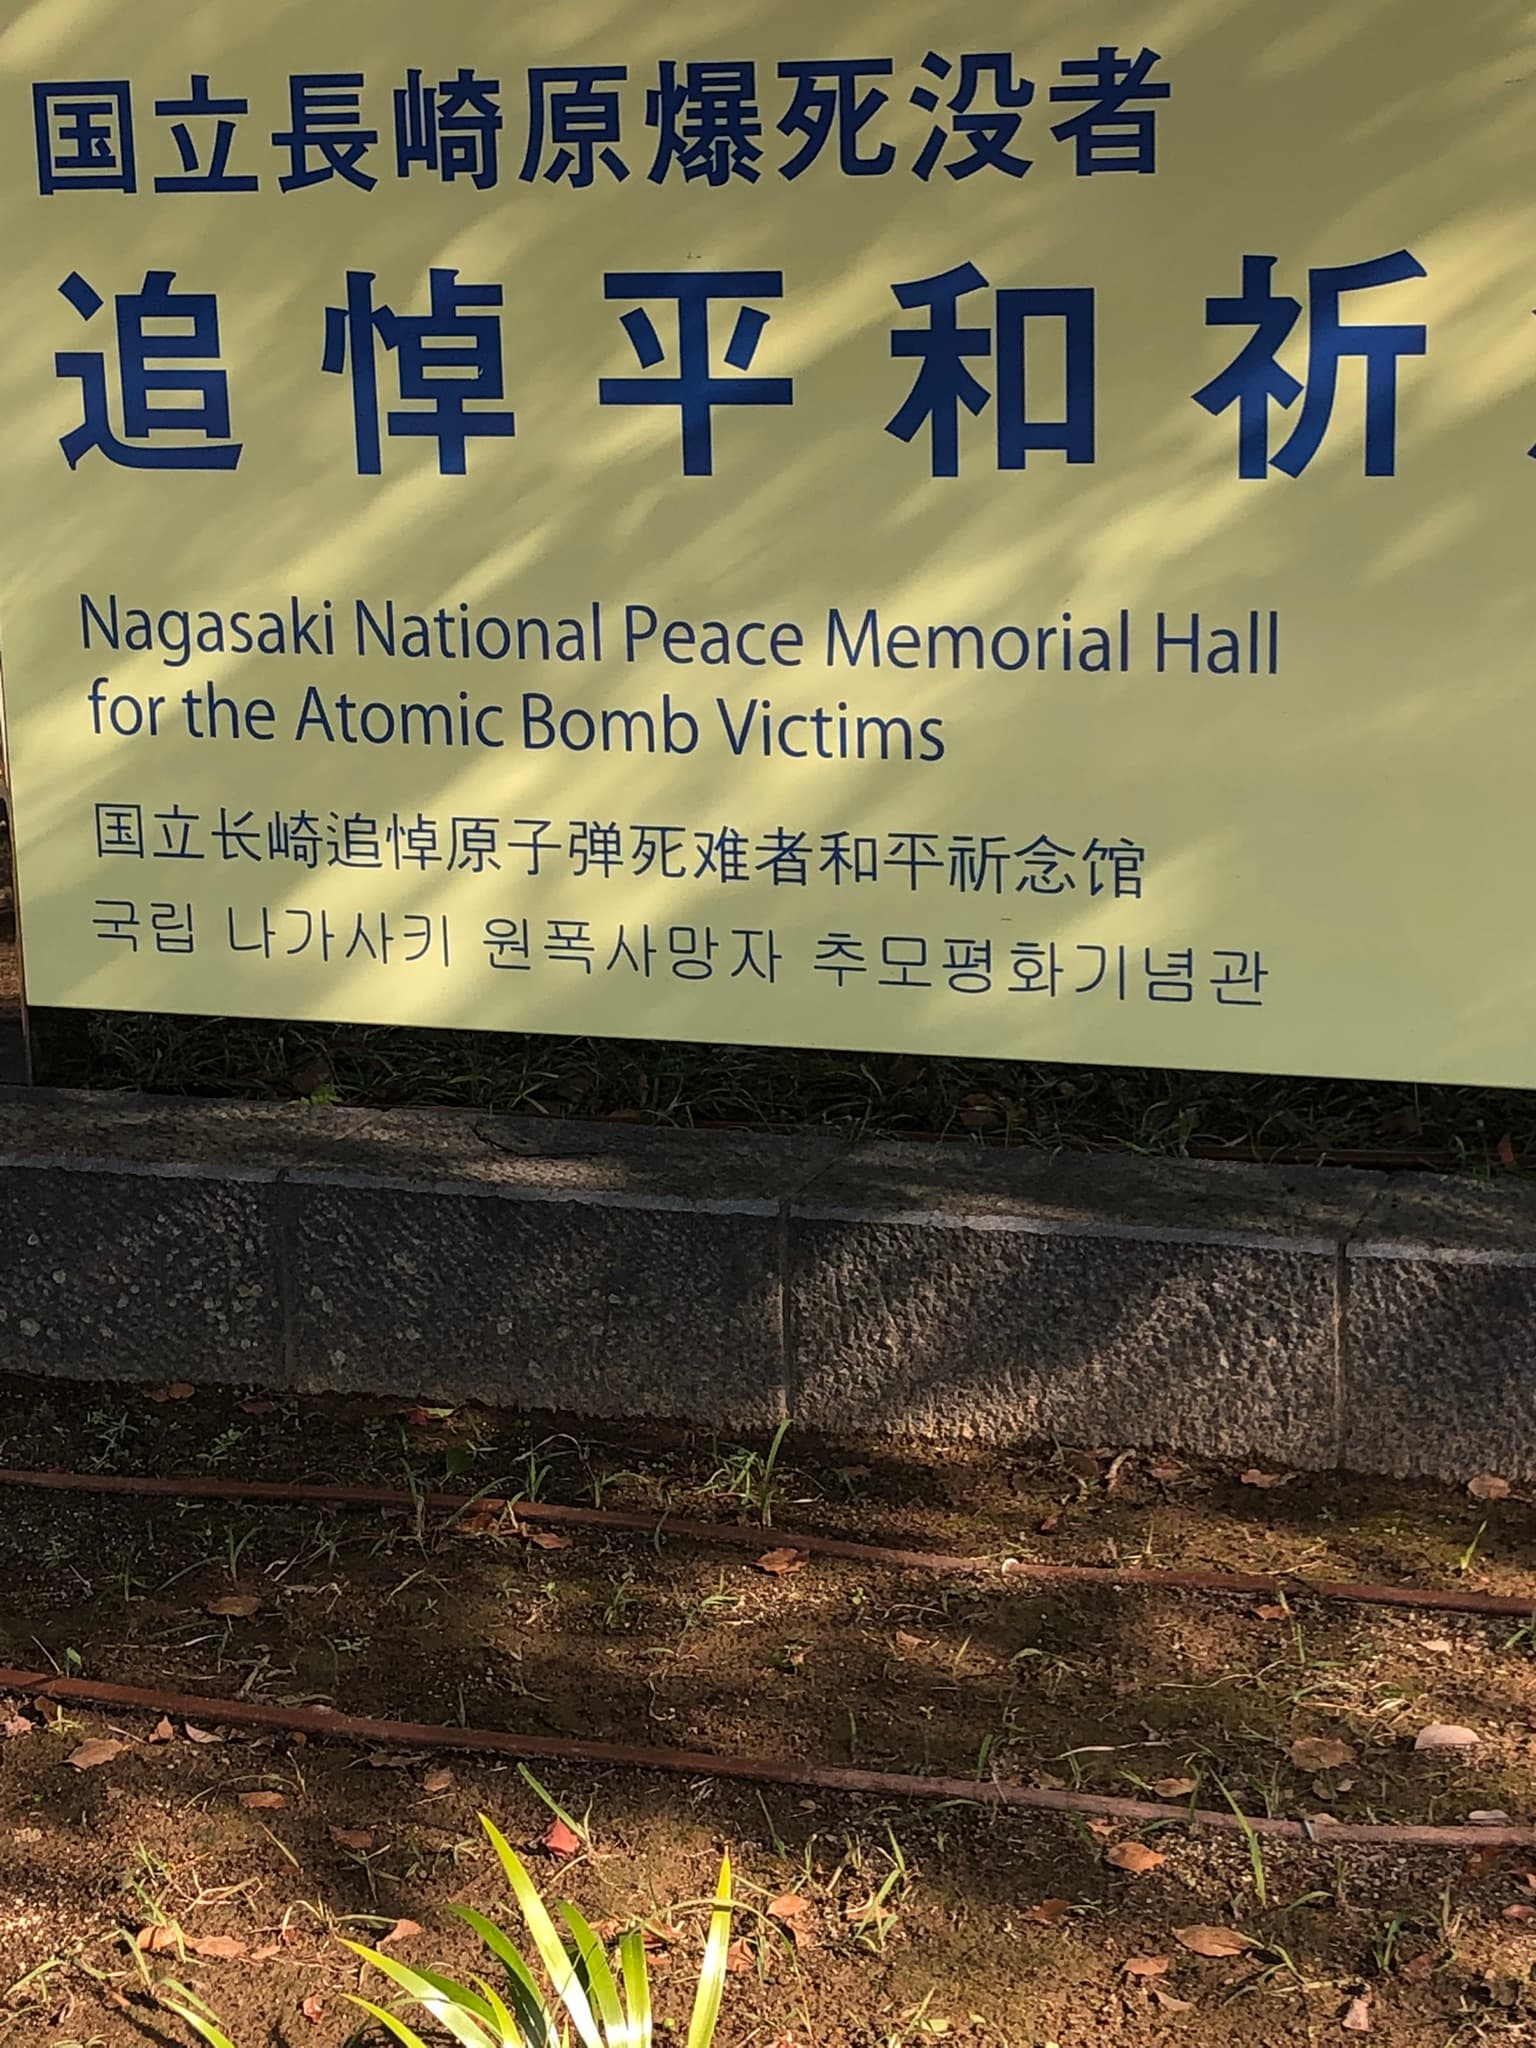 国立長崎原爆死没者
追悼平和祈
Nagasaki National Peace Memorial Hall
for the Atomic Bomb Victims
国立长崎追悼原子弹死难者和平祈念馆
국립 나가사키 원폭사망자 추모평화기념관